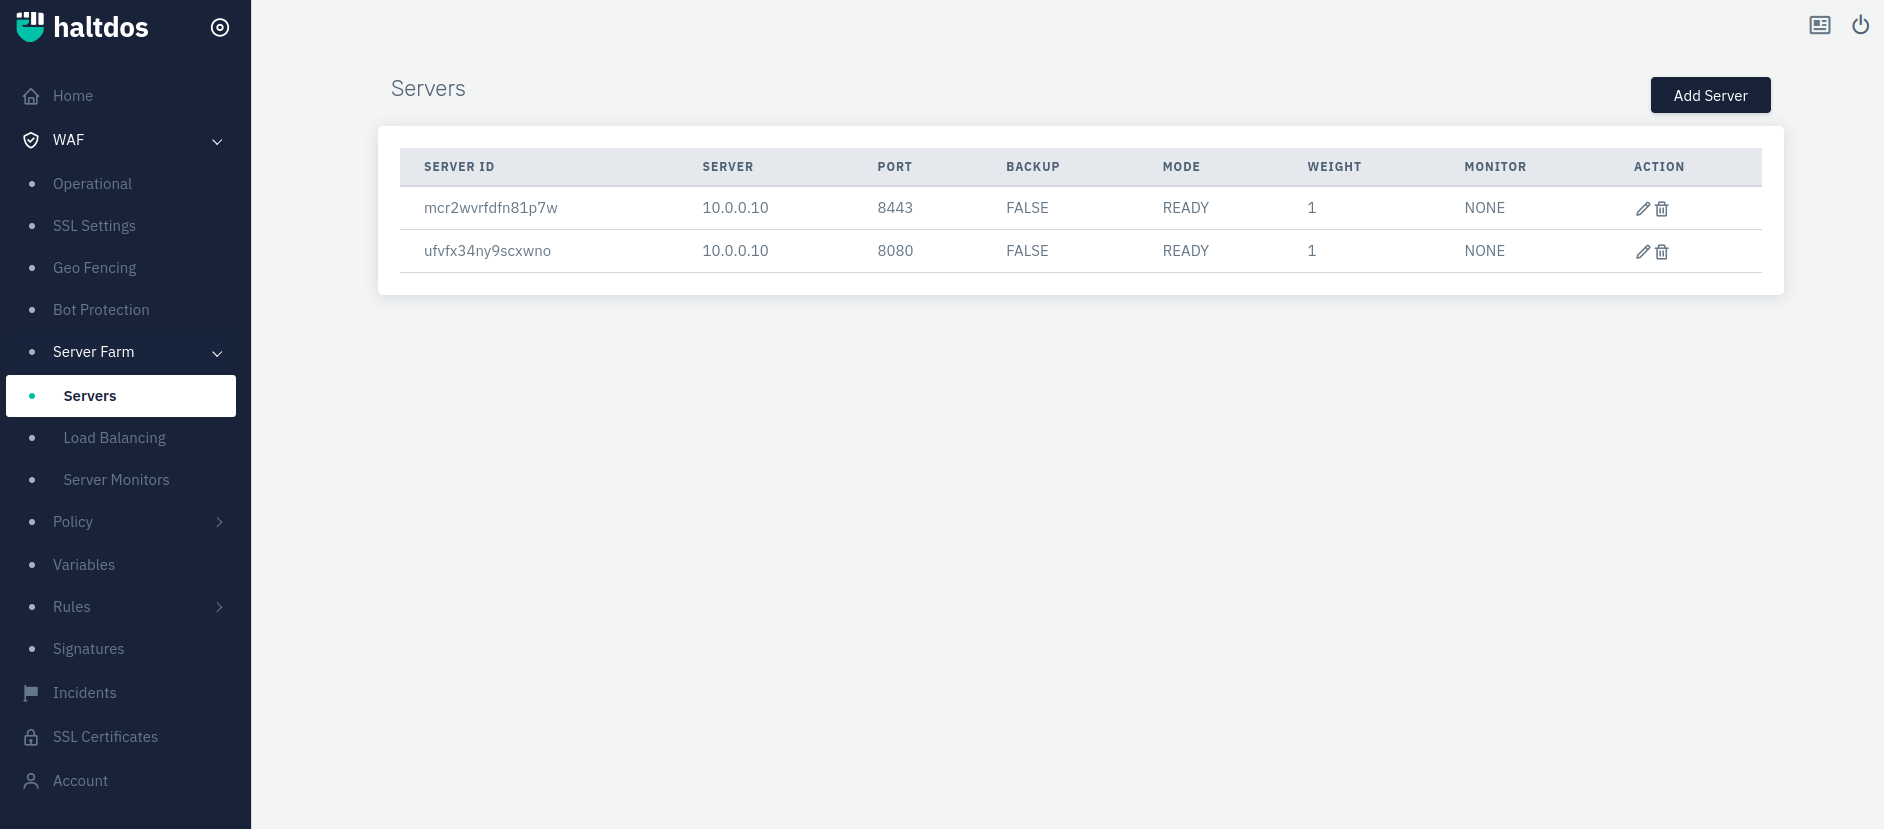 haltdos
Home
WAF
Operational
SSL Settings
Geo Fencing
Bot Protection
Server Farm
Servers
Load Balancing
Server Monitors
Policy
Variables
Rules
Signatures
Incidents
SSL Certificates
Account
Servers
Add Server
SERVER ID SERVER PORT BACKUP MODE WEIGHT MONITOR ACTION
mcr2wvrfdfn81p7w 10.0.0.10 8443 FALSE READY 1 NONE
ufvfx34ny9scxwno 10.0.0.10 8080 FALSE READY 1 NONE